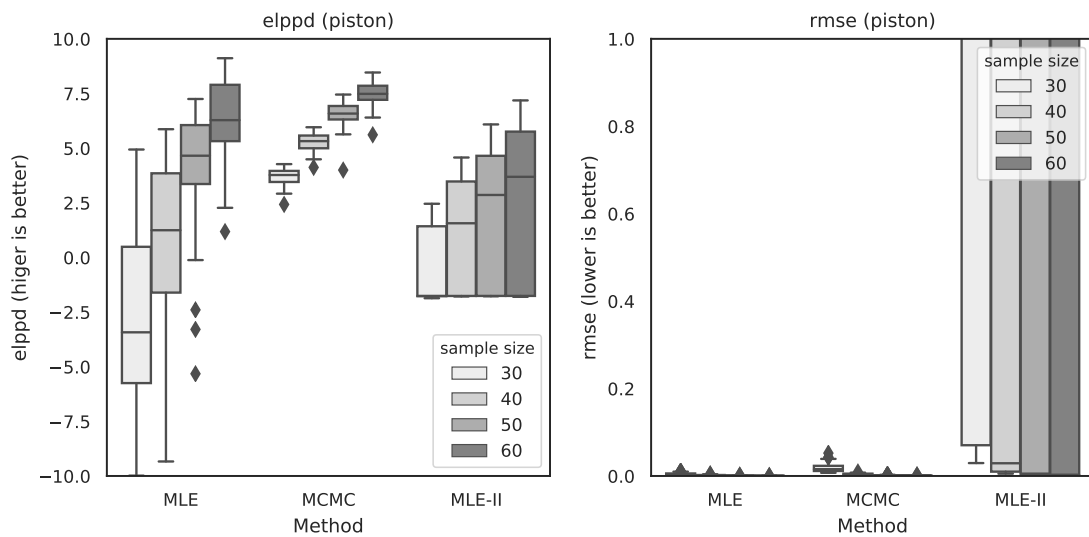 elppd (piston)
10.0
7.5
5.0
2.5
0.0
−2.5
−5.0
−7.5
−10.0
elppd (higer is better)
sample size
30
40
50
60
MLE
MCMC
MLE-II
Method
rmse (piston)
1.0
0.8
0.6
0.4
0.2
0.0
rmse (lower is better)
sample size
30
40
50
60
MLE
MCMC
MLE-II
Method